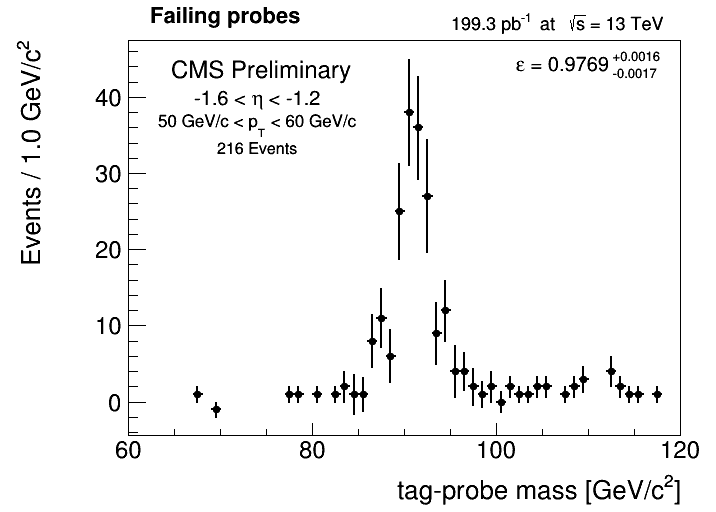 Failing probes
199.3 pb⁻¹ at √s = 13 TeV
CMS Preliminary
ε = 0.9769 +0.0016 -0.0017
-1.6 < η < -1.2
50 GeV/c < p_T < 60 GeV/c
216 Events
Events / 1.0 GeV/c²
40
30
20
10
0
60 80 100 120
tag-probe mass [GeV/c²]